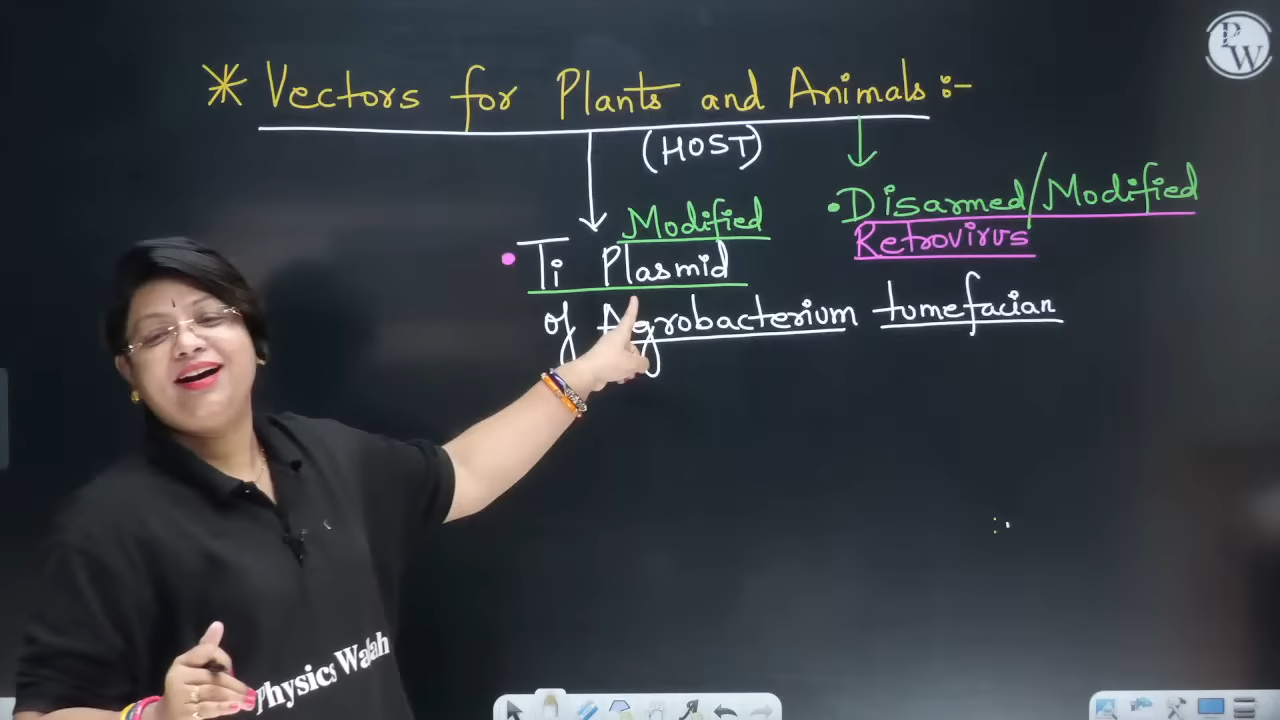 * Vectors for Plants and Animals :-
(HOST)
Modified
• Ti Plasmid
of Agrobacterium tumefacian
• Disarmed/Modified
Retrovirus
PW
Physics Wallah